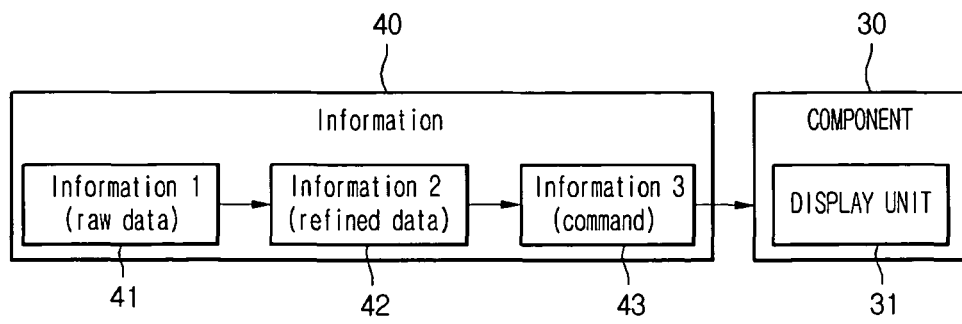 40
30
Information
COMPONENT
Information 1
(raw data)
Information 2
(refined data)
Information 3
(command)
DISPLAY UNIT
41
42
43
31